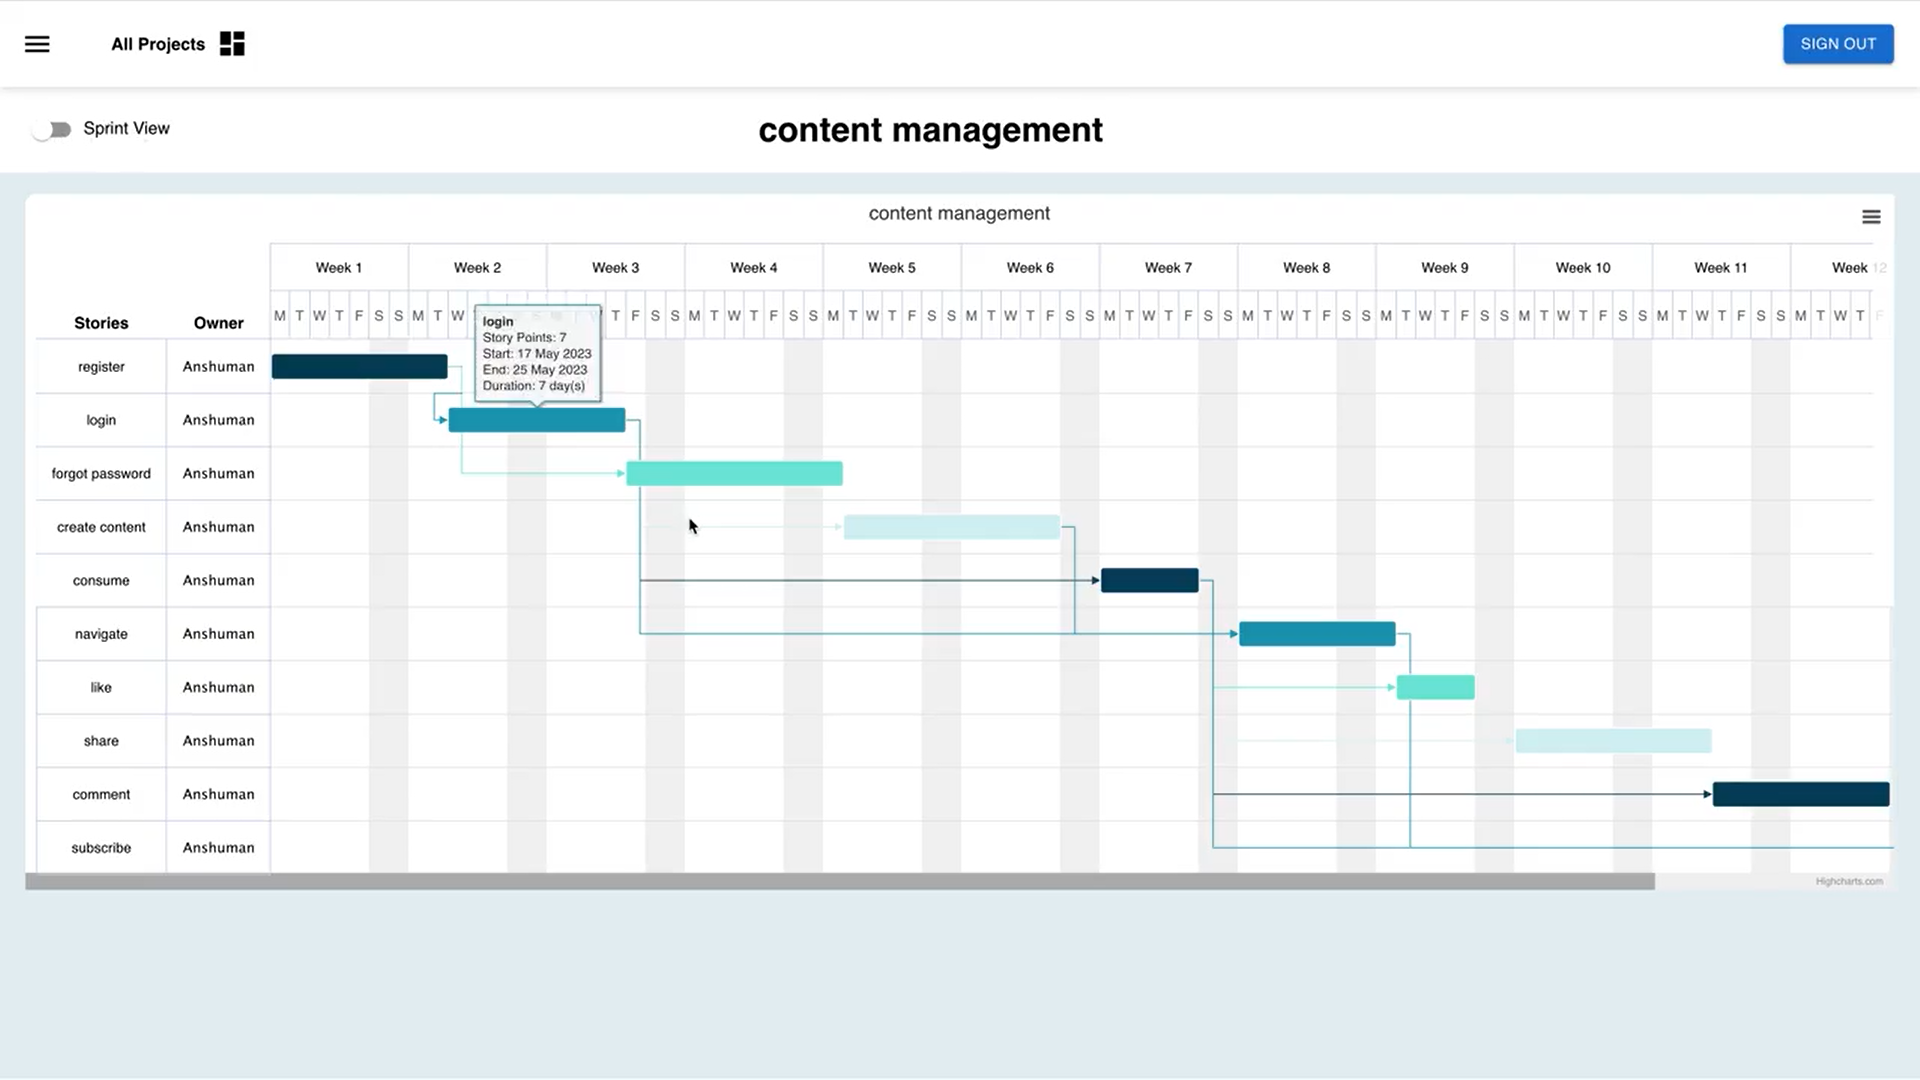 All Projects
SIGN OUT
Sprint View
content management
content management
Week 1 Week 2 Week 3 Week 4 Week 5 Week 6 Week 7 Week 8 Week 9 Week 10 Week 11 Week 12
Stories Owner
M T W T F S S M T W T F S S M T W T F S S M T W T F S S M T W T F S S M T W T F S S M T W T F S S M T W T F S S M T W T F S S M T W T F
login
Story Points: 7
Start: 17 May 2023
End: 25 May 2023
Duration: 7 day(s)
register Anshuman
login Anshuman
forgot password Anshuman
create content Anshuman
consume Anshuman
navigate Anshuman
like Anshuman
share Anshuman
comment Anshuman
subscribe Anshuman
Highcharts.com